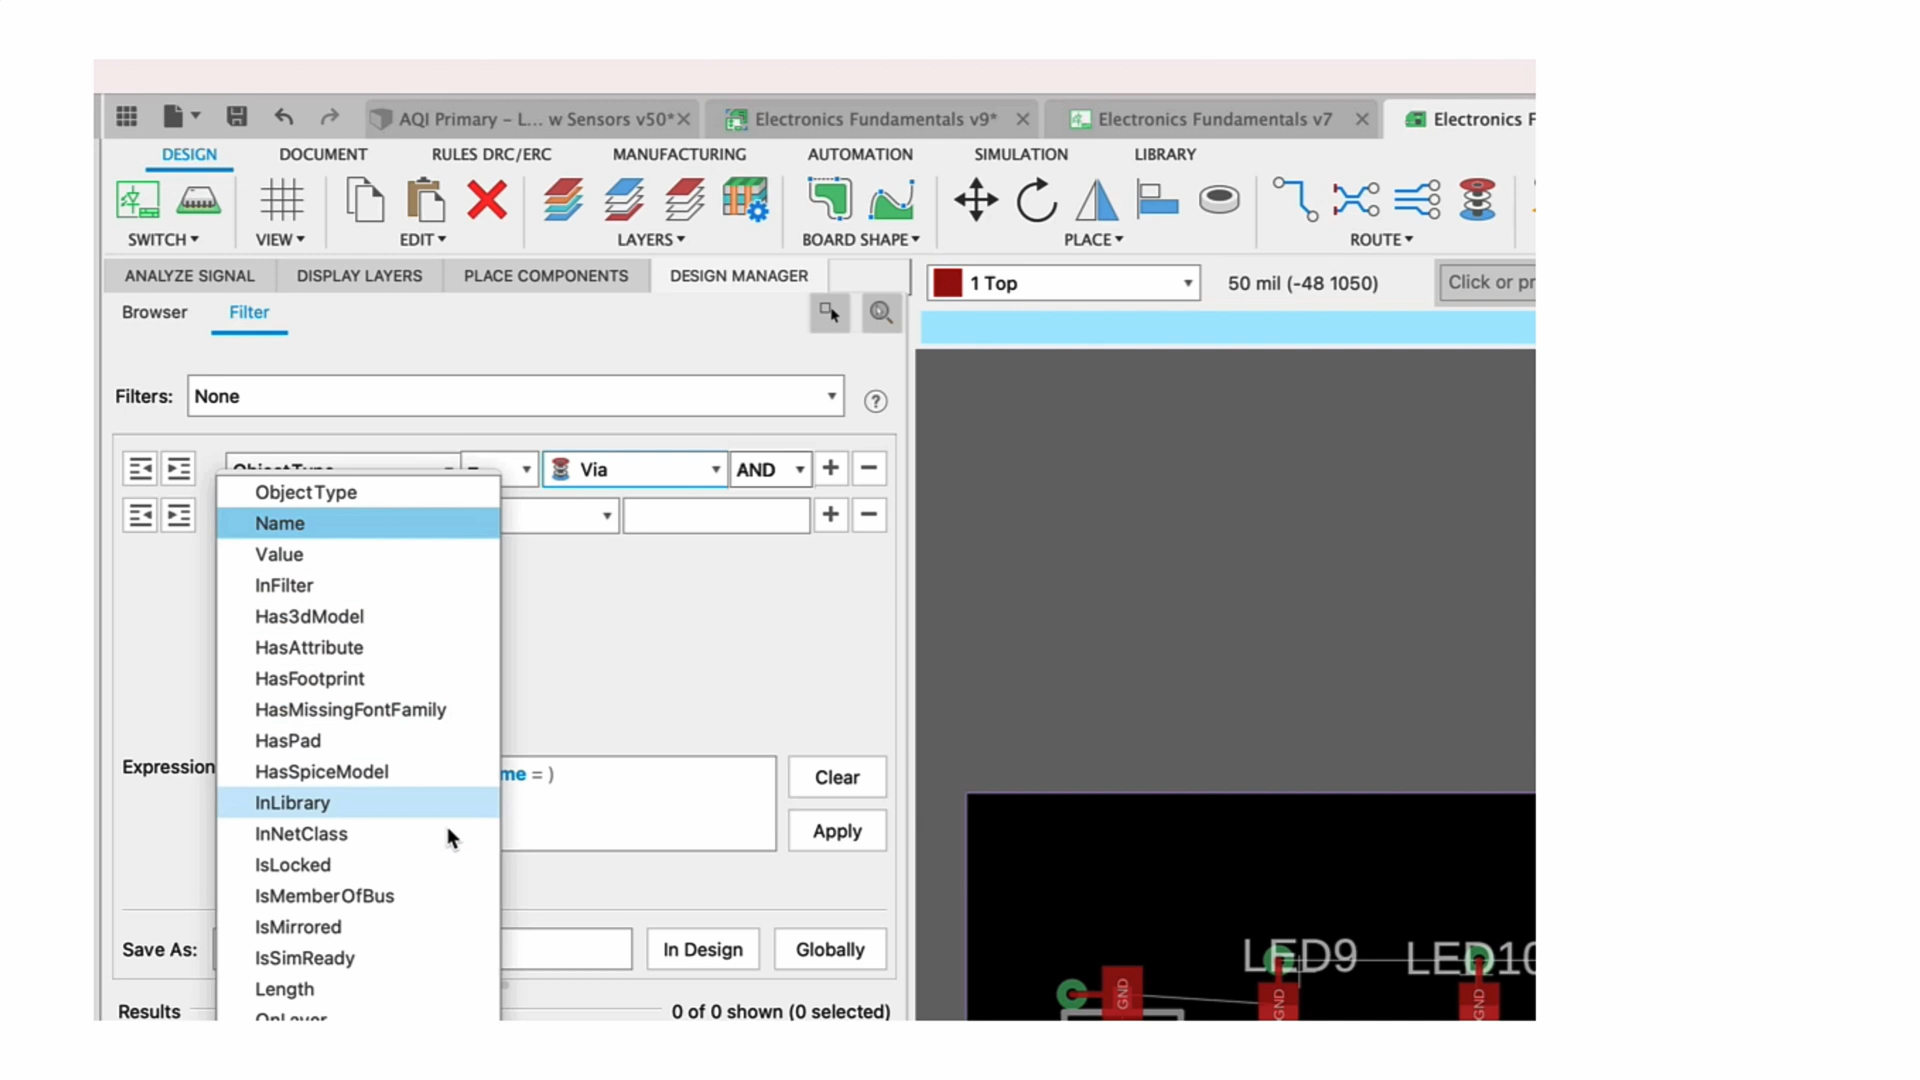 AQI Primary – L... w Sensors v50*
Electronics Fundamentals v9*
Electronics Fundamentals v7
Electronics F
DESIGN DOCUMENT RULES DRC/ERC MANUFACTURING AUTOMATION SIMULATION LIBRARY
SWITCH VIEW EDIT LAYERS BOARD SHAPE PLACE ROUTE
ANALYZE SIGNAL DISPLAY LAYERS PLACE COMPONENTS DESIGN MANAGER
1 Top 50 mil (-48 1050) Click or pr
Browser Filter
Filters: None
ObjectType = Via AND
ObjectType
Name
Value
InFilter
Has3dModel
HasAttribute
HasFootprint
HasMissingFontFamily
HasPad
HasSpiceModel
InLibrary
InNetClass
IsLocked
IsMemberOfBus
IsMirrored
IsSimReady
Length
OnLayer
Expression
me = )
Clear
Apply
Save As: In Design Globally
Results 0 of 0 shown (0 selected)
LED9 LED10
GND GND GND